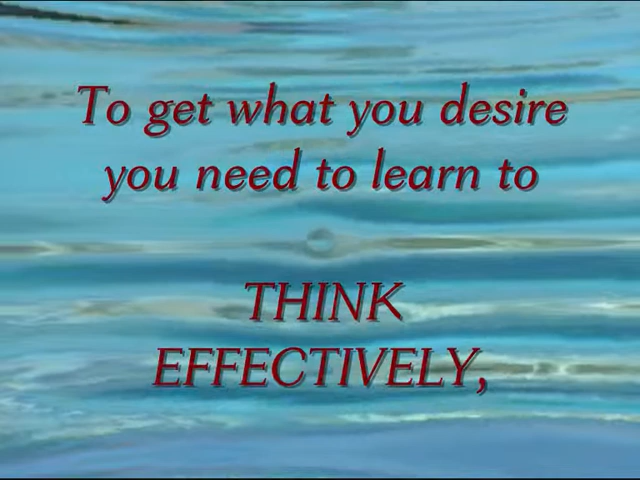 To get what you desire
you need to learn to
THINK
EFFECTIVELY,